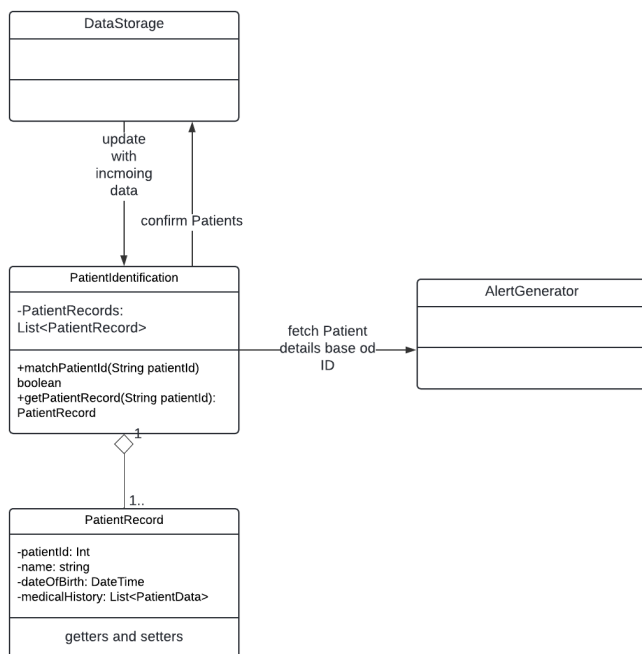 DataStorage
update
with
incmoing
data
confirm Patients
PatientIdentification
-PatientRecords:
List<PatientRecord>
+matchPatientId(String patientId)
boolean
+getPatientRecord(String patientId):
PatientRecord
fetch Patient
details base od
ID
AlertGenerator
1
1..
PatientRecord
-patientId: Int
-name: string
-dateOfBirth: DateTime
-medicalHistory: List<PatientData>
getters and setters